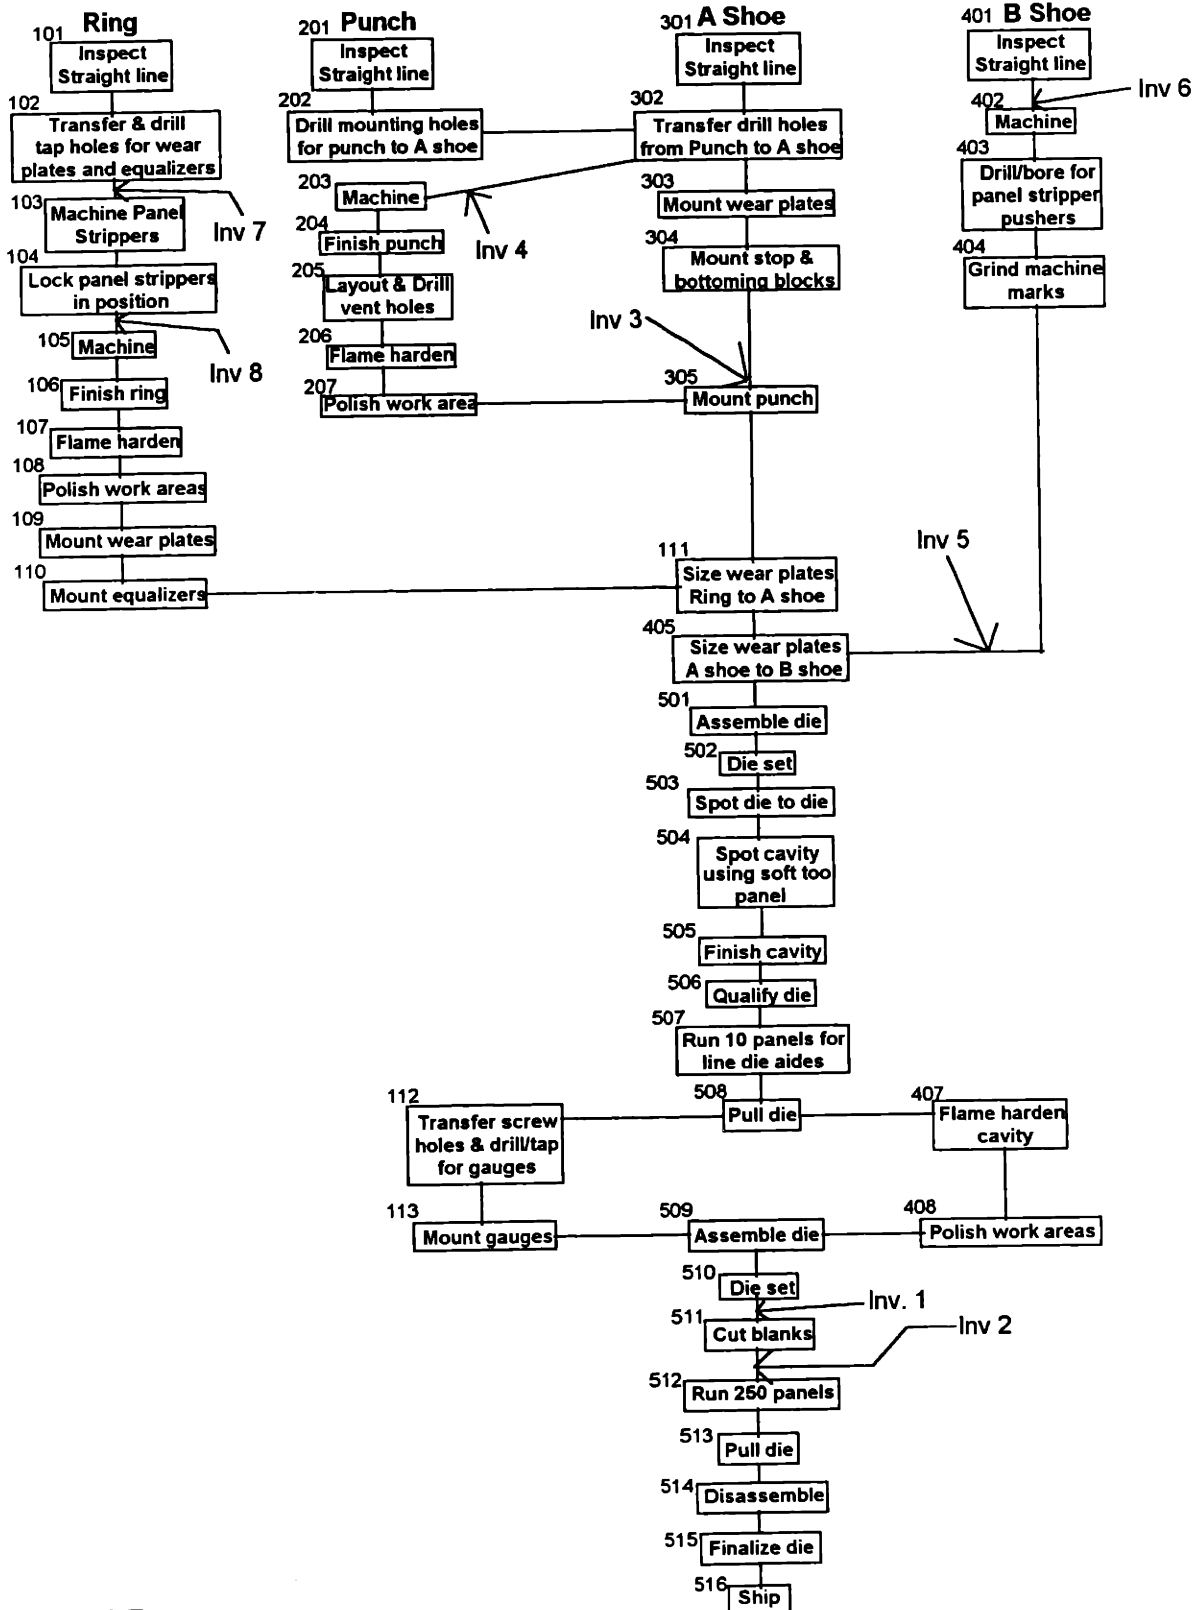 Ring
101
Inspect
Straight line
102
Transfer & drill
tap holes for wear
plates and equalizers
Inv 7
103
Machine Panel
Strippers
104
Lock panel strippers
in position
Inv 8
105
Machine
106
Finish ring
107
Flame harden
108
Polish work areas
109
Mount wear plates
110
Mount equalizers
Punch
201
Inspect
Straight line
202
Drill mounting holes
for punch to A shoe
203
Machine
Inv 4
204
Finish punch
205
Layout & Drill
vent holes
206
Flame harden
207
Polish work area
A Shoe
301
Inspect
Straight line
302
Transfer drill holes
from Punch to A shoe
303
Mount wear plates
304
Mount stop &
bottoming blocks
Inv 3
305
Mount punch
B Shoe
401
Inspect
Straight line
Inv 6
402
Machine
403
Drill/bore for
panel stripper
pushers
404
Grind machine
marks
Inv 5
111
Size wear plates
Ring to A shoe
405
Size wear plates
A shoe to B shoe
501
Assemble die
502
Die set
503
Spot die to die
504
Spot cavity
using soft too
panel
505
Finish cavity
506
Qualify die
507
Run 10 panels for
line die aides
508
Pull die
112
Transfer screw
holes & drill/tap
for gauges
407
Flame harden
cavity
113
Mount gauges
509
Assemble die
408
Polish work areas
510
Die set
Inv. 1
511
Cut blanks
Inv 2
512
Run 250 panels
513
Pull die
514
Disassemble
515
Finalize die
516
Ship